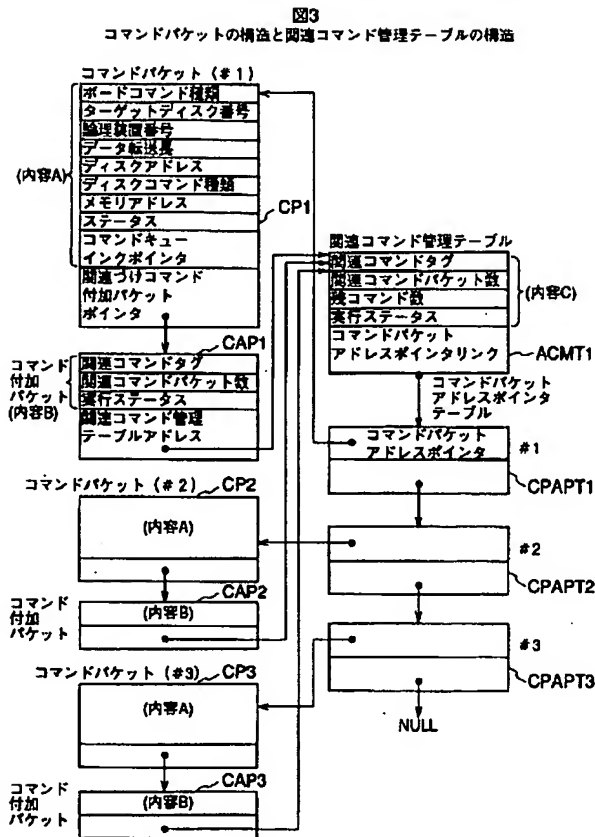 図3
コマンドパケットの構造と関連コマンド管理テーブルの構造
コマンドパケット (#1)
ボードコマンド種類
ターゲットディスク番号
論理装置番号
データ転送長
ディスクアドレス
ディスクコマンド種類
メモリアドレス
ステータス
コマンドキュー
インクポインタ
関連づけコマンド
付加パケット
ポインタ
(内容A)
CP1
CAP1
コマンド
付加
パケット
(内容B)
関連コマンドタグ
関連コマンドパケット数
実行ステータス
関連コマンド管理
テーブルアドレス
関連コマンド管理テーブル
関連コマンドタグ
関連コマンドパケット数
残コマンド数
実行ステータス
コマンドパケット
アドレスポインタリンク
(内容C)
ACMT1
コマンドパケット
アドレスポインタ
テーブル
コマンドパケット
アドレスポインタ
#1
CPAPT1
コマンドパケット (#2)
CP2
(内容A)
CAP2
コマンド
付加
パケット
(内容B)
#2
CPAPT2
コマンドパケット (#3)
CP3
(内容A)
CAP3
コマンド
付加
パケット
(内容B)
#3
CPAPT3
NULL